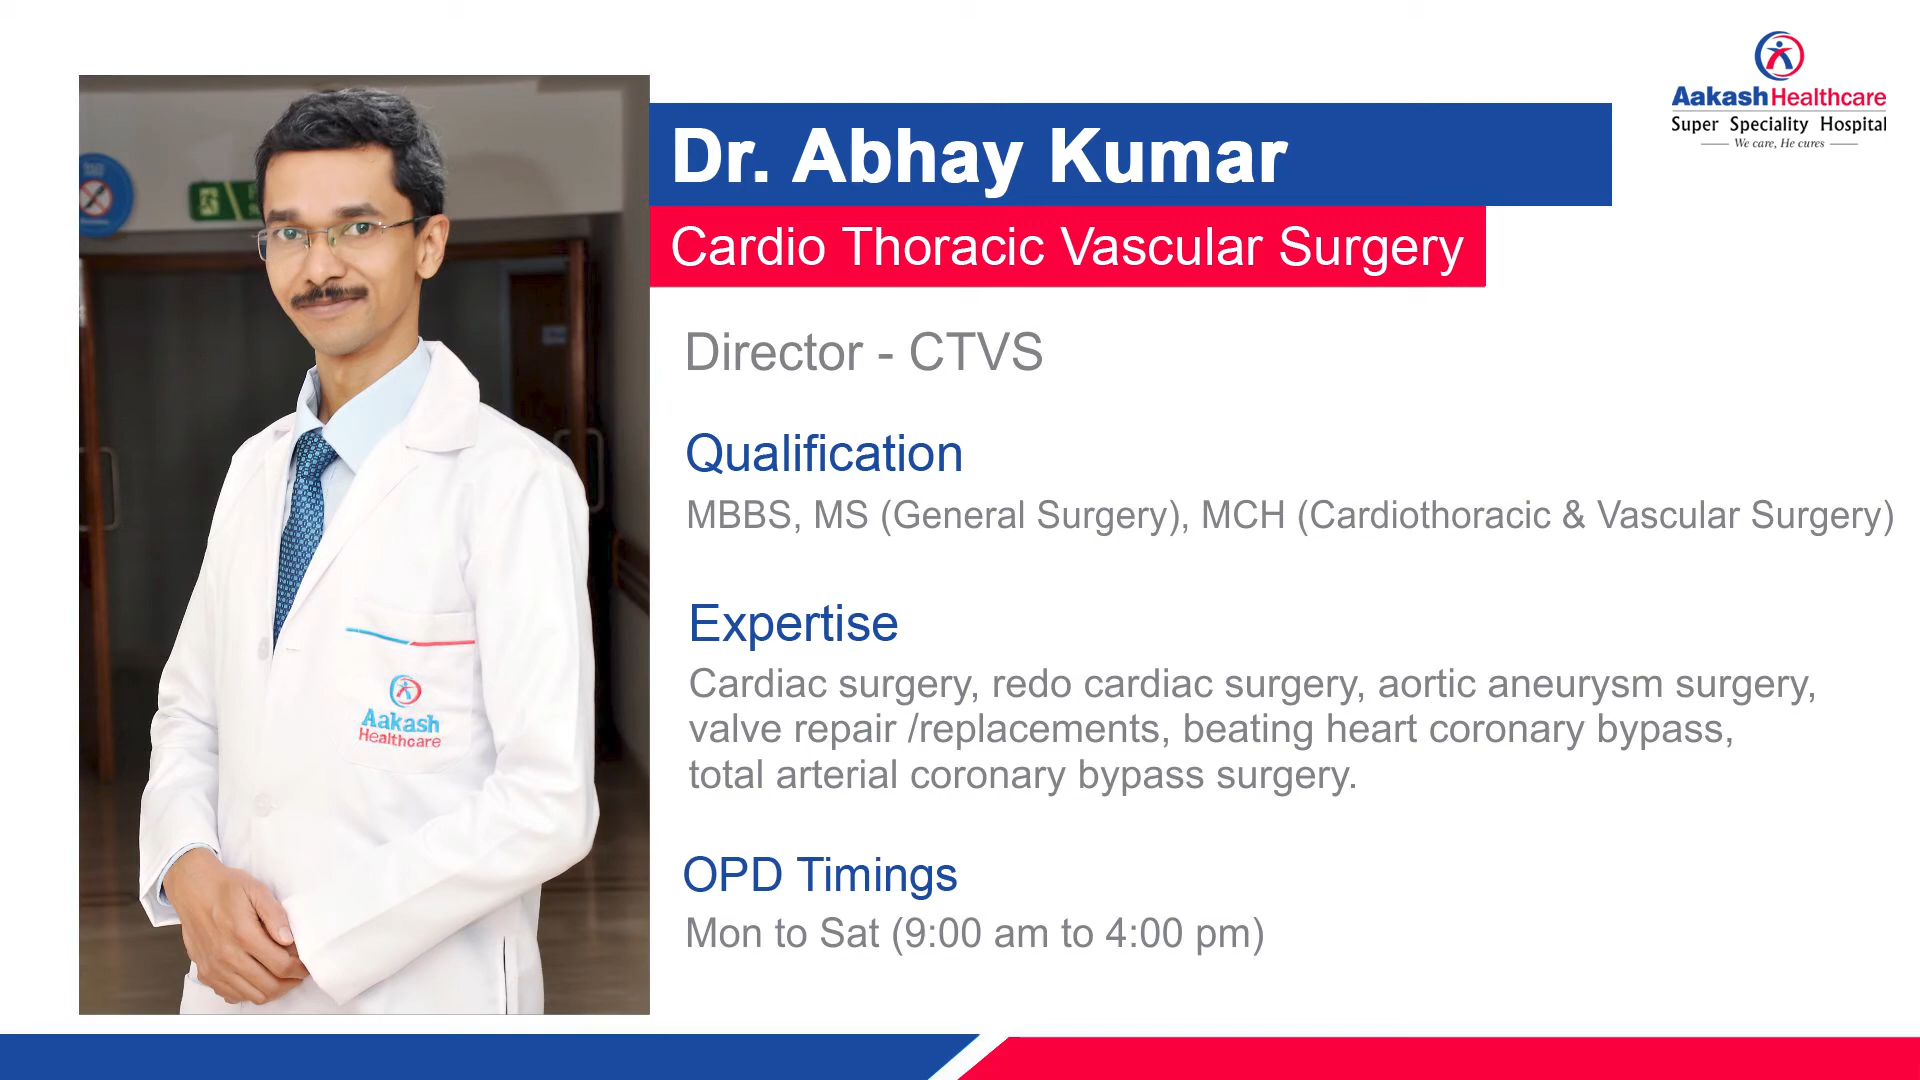 Aakash Healthcare
Super Speciality Hospital
We care, He cures
Dr. Abhay Kumar
Cardio Thoracic Vascular Surgery
Director - CTVS
Qualification
MBBS, MS (General Surgery), MCH (Cardiothoracic & Vascular Surgery)
Expertise
Cardiac surgery, redo cardiac surgery, aortic aneurysm surgery,
valve repair /replacements, beating heart coronary bypass,
total arterial coronary bypass surgery.
OPD Timings
Mon to Sat (9:00 am to 4:00 pm)
Aakash
Healthcare